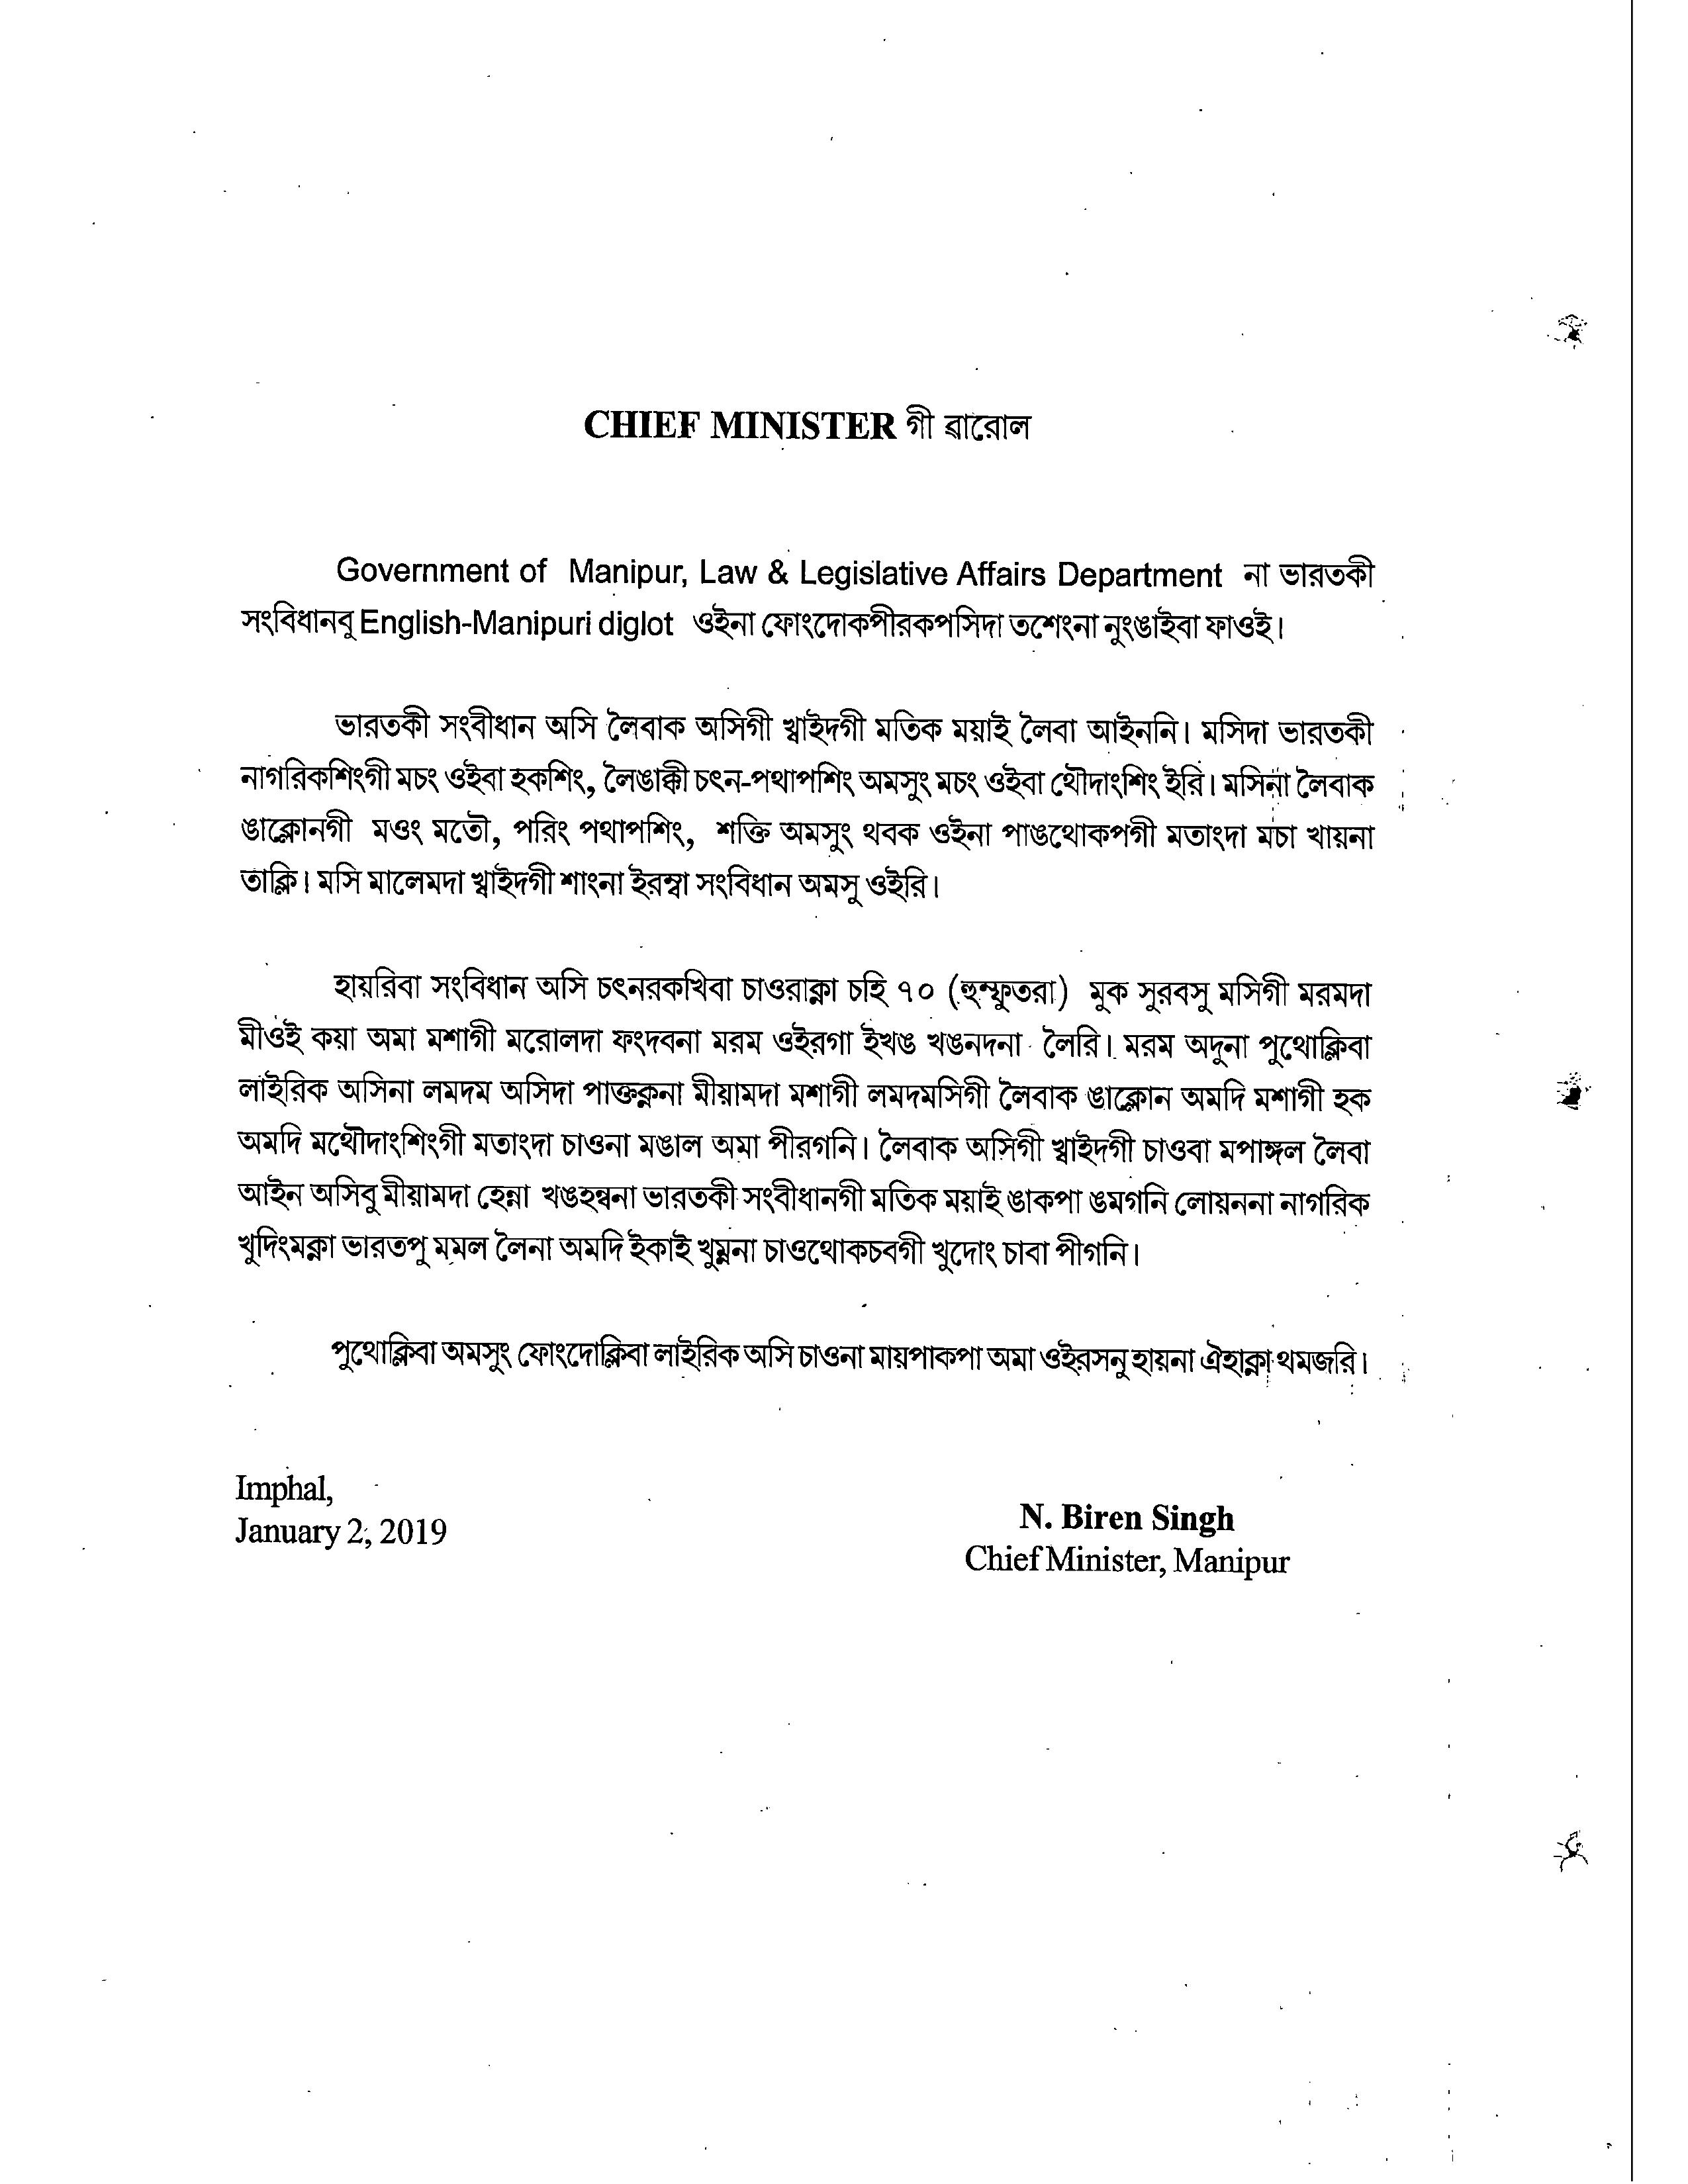 CHIEF MINISTER গী ৱারোল
Government of Manipur, Law & Legislative Affairs Department না ভারতকী
সংবিধানবু English-Manipuri diglot ওইনা ফোংদোকপীরকপসিদা তশেংনা নুংঙাইবা ফাওই।
ভারতকী সংবীধান অসি লৈবাক অসিগী খ্বাইদগী মতিক ময়াই লৈবা আইননি। মসিদা ভারতকী
নাগরিকশিংগী মচং ওইবা হকশিং, লৈঙাক্কী চৎন-পথাপশিং অমসুং মচং ওইবা থৌদাংশিং ইরি। মসিনা লৈবাক
ঙাক্লোনগী মওং মতৌ, পরিং পথাপশিং, শক্তি অমসুং থবক ওইনা পাঙথোকপগী মতাংদা মচা খায়না
তাক্লি। মসি মালেমদা খ্বাইদগী শাংনা ইরম্বা সংবিধান অমসু ওইরি।
হায়রিবা সংবিধান অসি চৎনরকখিবা চাওরাক্না চহি ৭০ (হুম্ফুতরা) মুক সুরবসু মসিগী মরমদা
মীওই কয়া অমা মশাগী মরোলদা ফংদবনা মরম ওইরগা ইখঙ খঙনদনা লৈরি। মরম অদুনা পুথোক্লিবা
লাইরিক অসিনা লমদম অসিদা পাক্তক্ননা মীয়ামদা মশাগী লমদমসিগী লৈবাক ঙাক্লোন অমদি মশাগী হক
অমদি মথৌদাংশিংগী মতাংদা চাওনা মঙাল অমা পীরগনি। লৈবাক অসিগী খ্বাইদগী চাওবা মপাঙ্গল লৈবা
আইন অসিবু মীয়ামদা হেন্না খঙহন্বনা ভারতকী সংবীধানগী মতিক ময়াই ঙাকপা ঙমগনি লোয়ননা নাগরিক
খুদিংমক্না ভারতপু মমল লৈনা অমদি ইকাই খুম্ননা চাওথোকচবগী খুদোং চাবা পীগনি।
পুথোক্লিবা অমসুং ফোংদোক্লিবা লাইরিক অসি চাওনা মায়পাকপা অমা ওইরসনু হায়না ঐহাক্না থমজরি।
Imphal,
January 2, 2019
N. Biren Singh
Chief Minister, Manipur